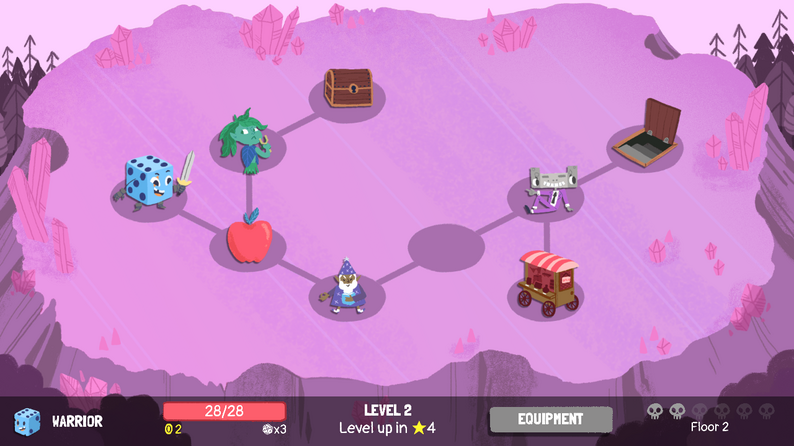 WARRIOR
28/28
2
x3
LEVEL 2
Level up in ⭐4
EQUIPMENT
Floor 2